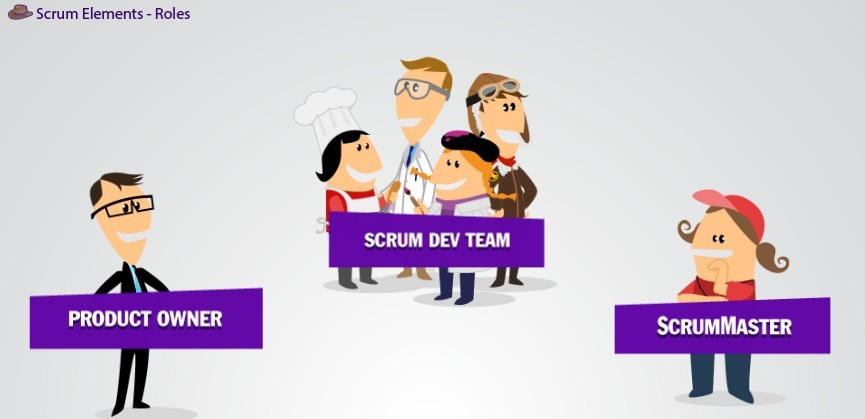 Scrum Elements - Roles
SCRUM DEV TEAM
PRODUCT OWNER
SCRUMMASTER